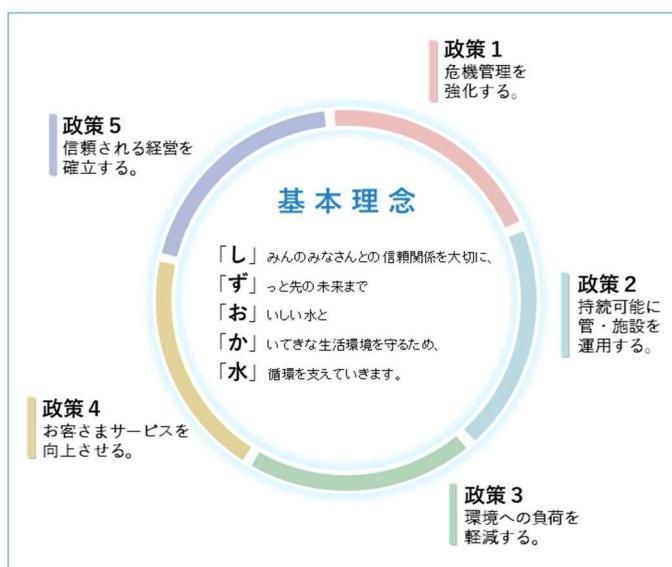 政策1
危機管理を
強化する。
政策5
信頼される経営を
確立する。
基本理念
「し」みんのみなさんとの信頼関係を大切に、
「ず」っと先の未来まで
「お」いしい水と
「か」いてきな生活環境を守るため、
「水」循環を支えていきます。
政策2
持続可能に
管・施設を
運用する。
政策4
お客さまサービスを
向上させる。
政策3
環境への負荷を
軽減する。